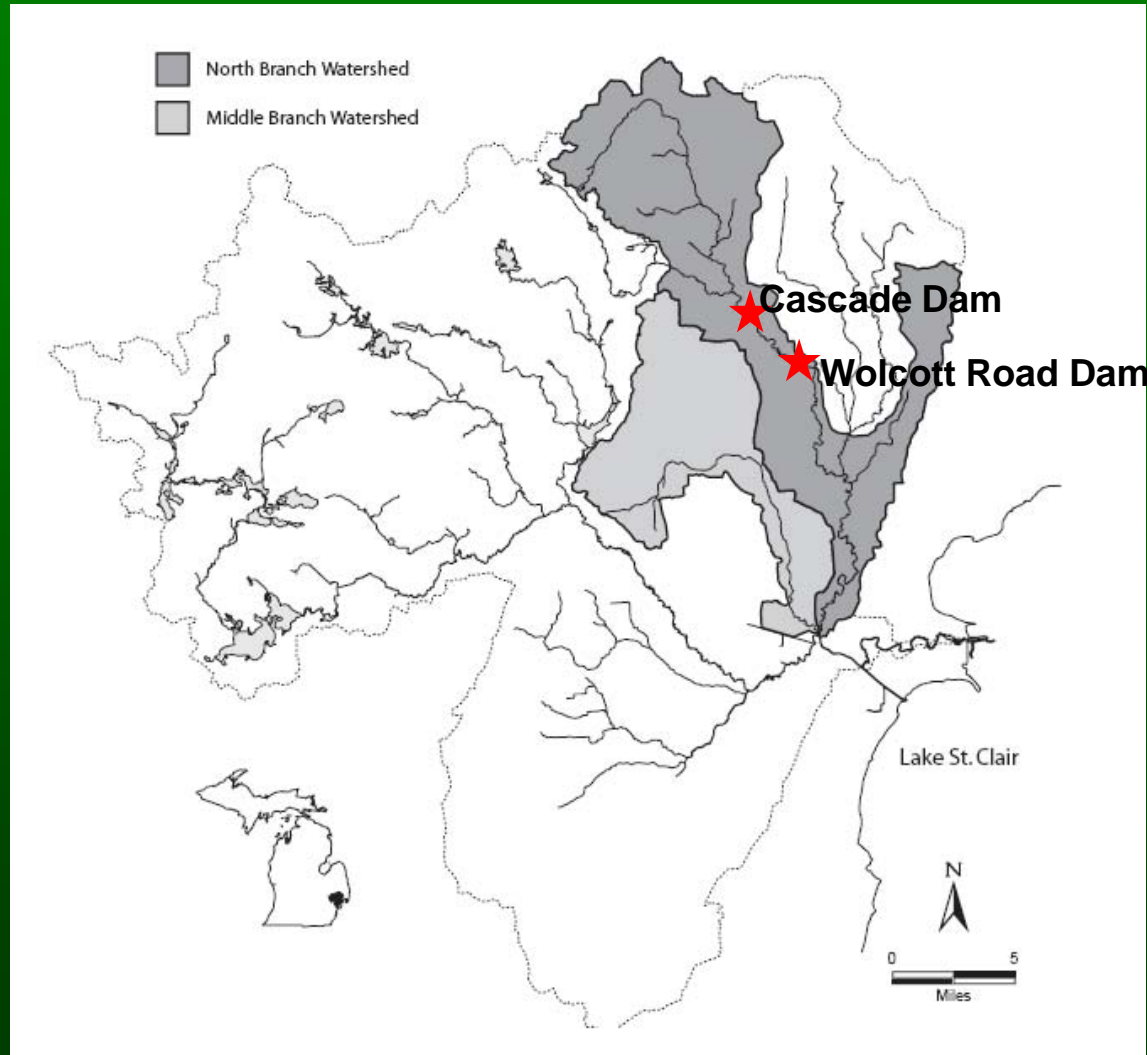 North Branch Watershed
Middle Branch Watershed
Cascade Dam
Wolcott Road Dam
Lake St. Clair
N
0 5
Miles